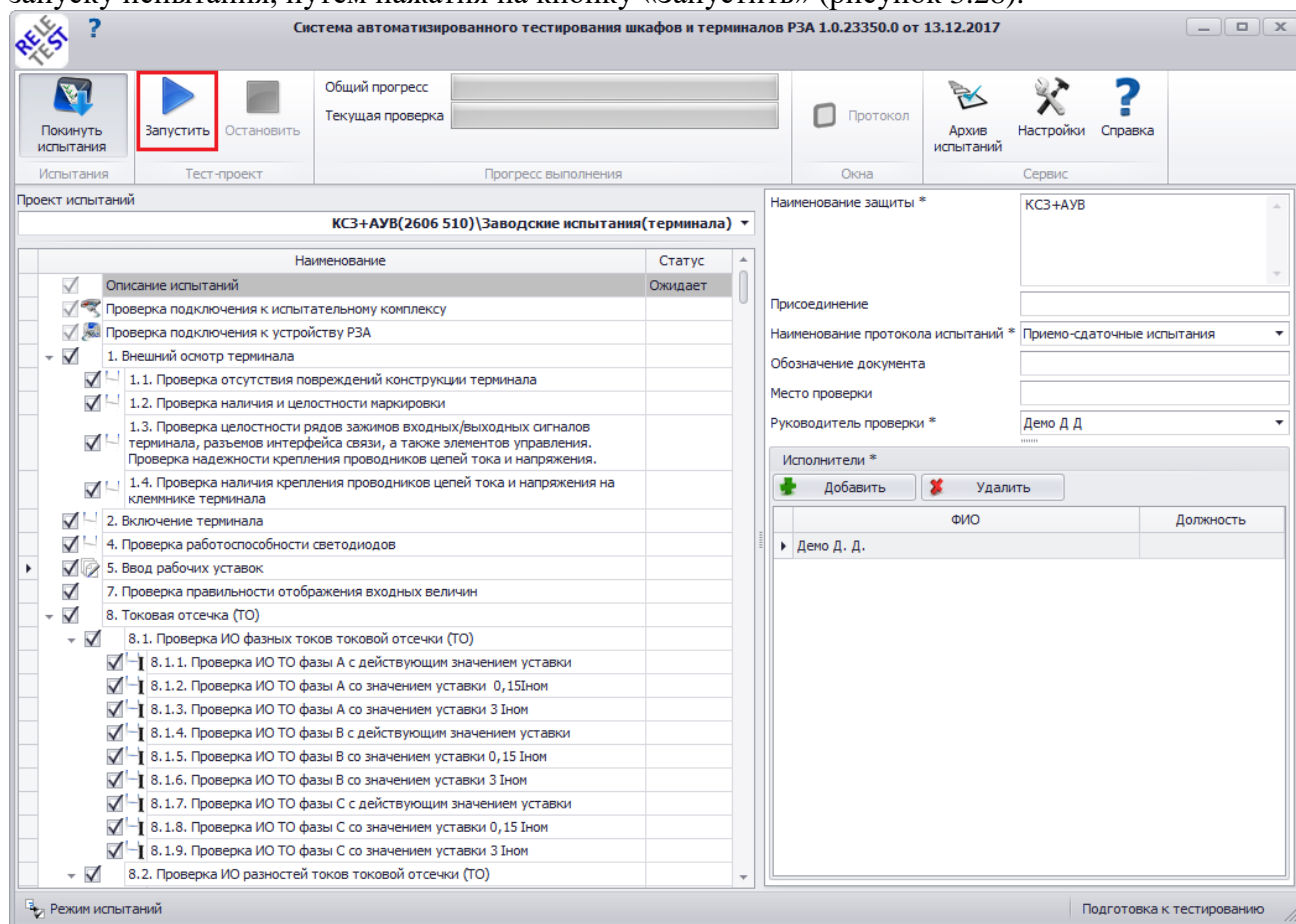 запуску испытания, путем нажатия на кнопку «Запустить» (рисунок 3.28).
RELE TEST
?
Система автоматизированного тестирования шкафов и терминалов РЗА 1.0.23350.0 от 13.12.2017
Покинуть испытания
Запустить
Остановить
Общий прогресс
Текущая проверка
Протокол
Архив испытаний
Настройки
Справка
Испытания
Тест-проект
Прогресс выполнения
Окна
Сервис
Проект испытаний
КСЗ+АУВ(2606 510)\Заводские испытания(терминала)
Наименование
Статус
Описание испытаний
Ожидает
Проверка подключения к испытательному комплексу
Проверка подключения к устройству РЗА
1. Внешний осмотр терминала
1.1. Проверка отсутствия повреждений конструкции терминала
1.2. Проверка наличия и целостности маркировки
1.3. Проверка целостности рядов зажимов входных/выходных сигналов
терминала, разъемов интерфейса связи, а также элементов управления.
Проверка надежности крепления проводников цепей тока и напряжения.
1.4. Проверка наличия крепления проводников цепей тока и напряжения на
клеммнике терминала
2. Включение терминала
4. Проверка работоспособности светодиодов
5. Ввод рабочих уставок
7. Проверка правильности отображения входных величин
8. Токовая отсечка (ТО)
8.1. Проверка ИО фазных токов токовой отсечки (ТО)
8.1.1. Проверка ИО ТО фазы А с действующим значением уставки
8.1.2. Проверка ИО ТО фазы А со значением уставки 0,15Iном
8.1.3. Проверка ИО ТО фазы А со значением уставки 3 Iном
8.1.4. Проверка ИО ТО фазы В с действующим значением уставки
8.1.5. Проверка ИО ТО фазы В со значением уставки 0,15 Iном
8.1.6. Проверка ИО ТО фазы В со значением уставки 3 Iном
8.1.7. Проверка ИО ТО фазы С с действующим значением уставки
8.1.8. Проверка ИО ТО фазы С со значением уставки 0,15 Iном
8.1.9. Проверка ИО ТО фазы С со значением уставки 3 Iном
8.2. Проверка ИО разностей токов токовой отсечки (ТО)
Наименование защиты *
КСЗ+АУВ
Присоединение
Наименование протокола испытаний *
Приемо-сдаточные испытания
Обозначение документа
Место проверки
Руководитель проверки *
Демо Д Д
Исполнители *
Добавить
Удалить
ФИО
Должность
Демо Д. Д.
Режим испытаний
Подготовка к тестированию